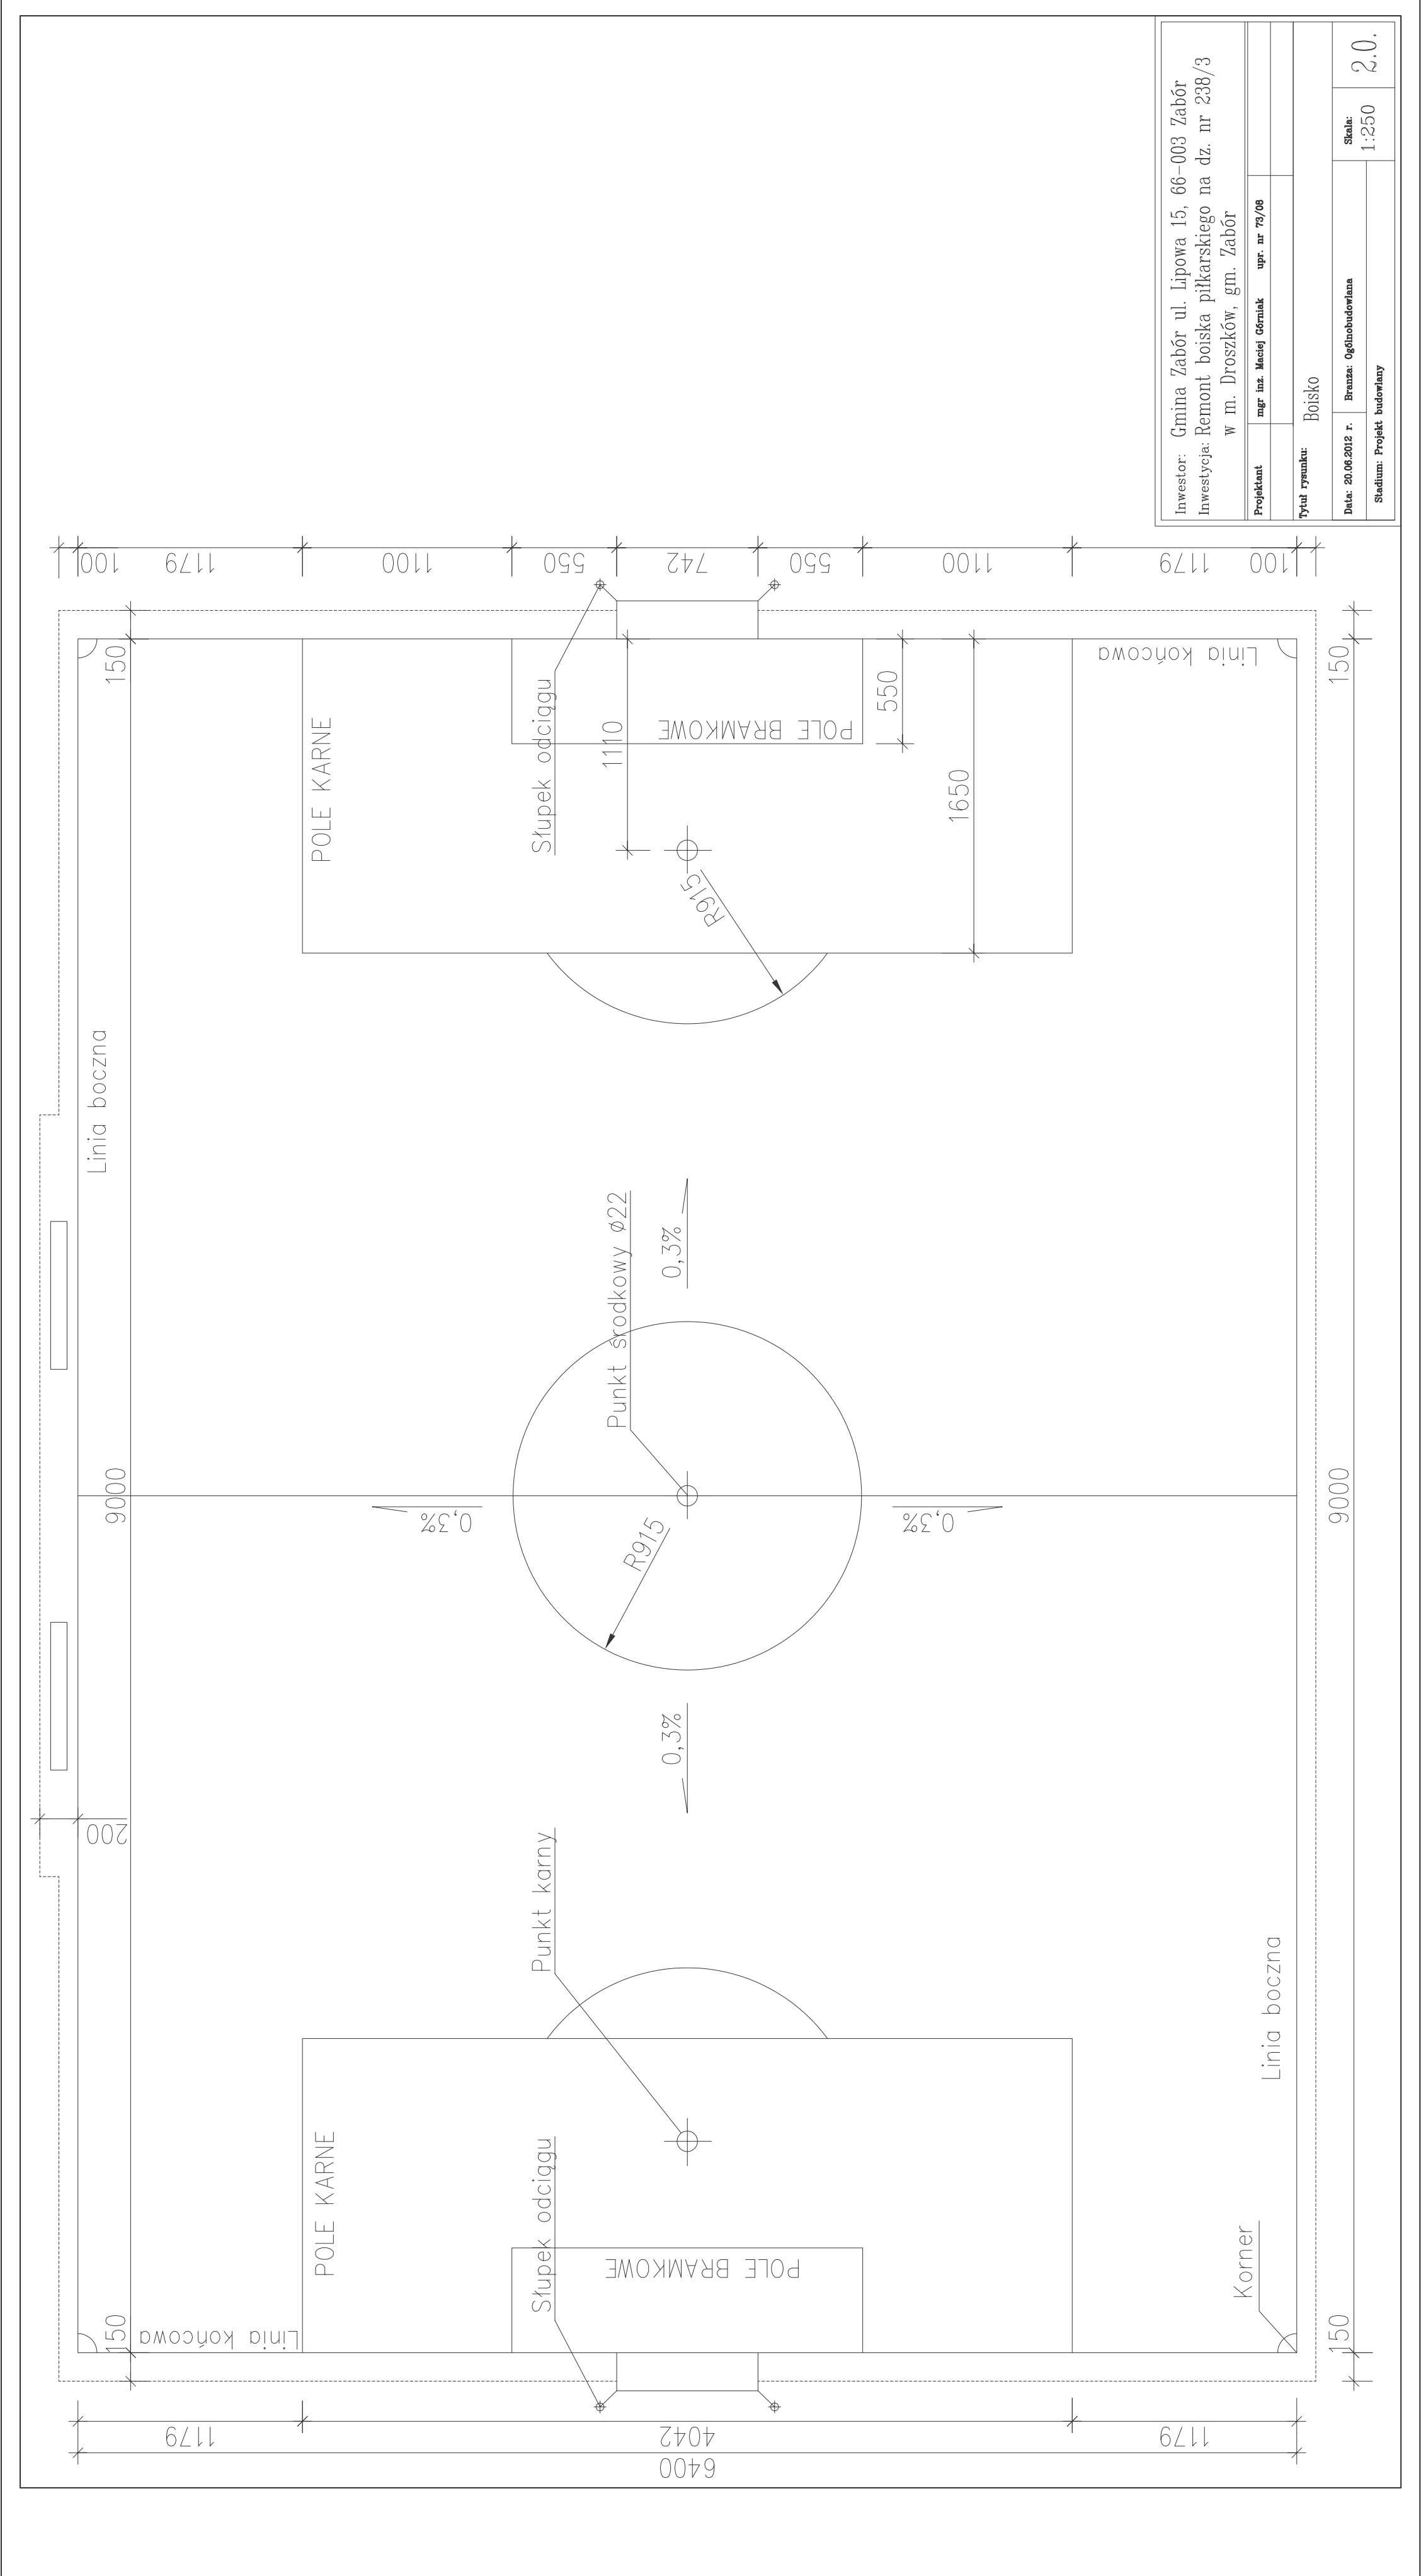 Inwestor: Gmina Zabór ul. Lipowa 15, 66-003 Zabór
Inwestycja: Remont boiska piłkarskiego na dz. nr 238/3
w m. Droszków, gm. Zabór
Projektant mgr inż. Maciej Górniak upr. nr 73/08
Tytuł rysunku:
Boisko
Data: 20.06.2012 r. Branża: Ogólnobudowlana
Skala:
1:250
2.0.
Stadium: Projekt budowlany
200
150
9000
150
Linia boczna
Linia końcowa
POLE KARNE
POLE KARNE
Słupek odciągu
Punkt karny
Punkt środkowy ø22
Słupek odciągu
1110
POLE BRAMKOWE
POLE BRAMKOWE
0,3%
0,3%
0,3%
0,3%
R915
R915
550
1650
Linia końcowa
Korner
Linia boczna
150
9000
150
100
1179
1100
550
742
550
1100
1179
100
1179
4042
1179
6400